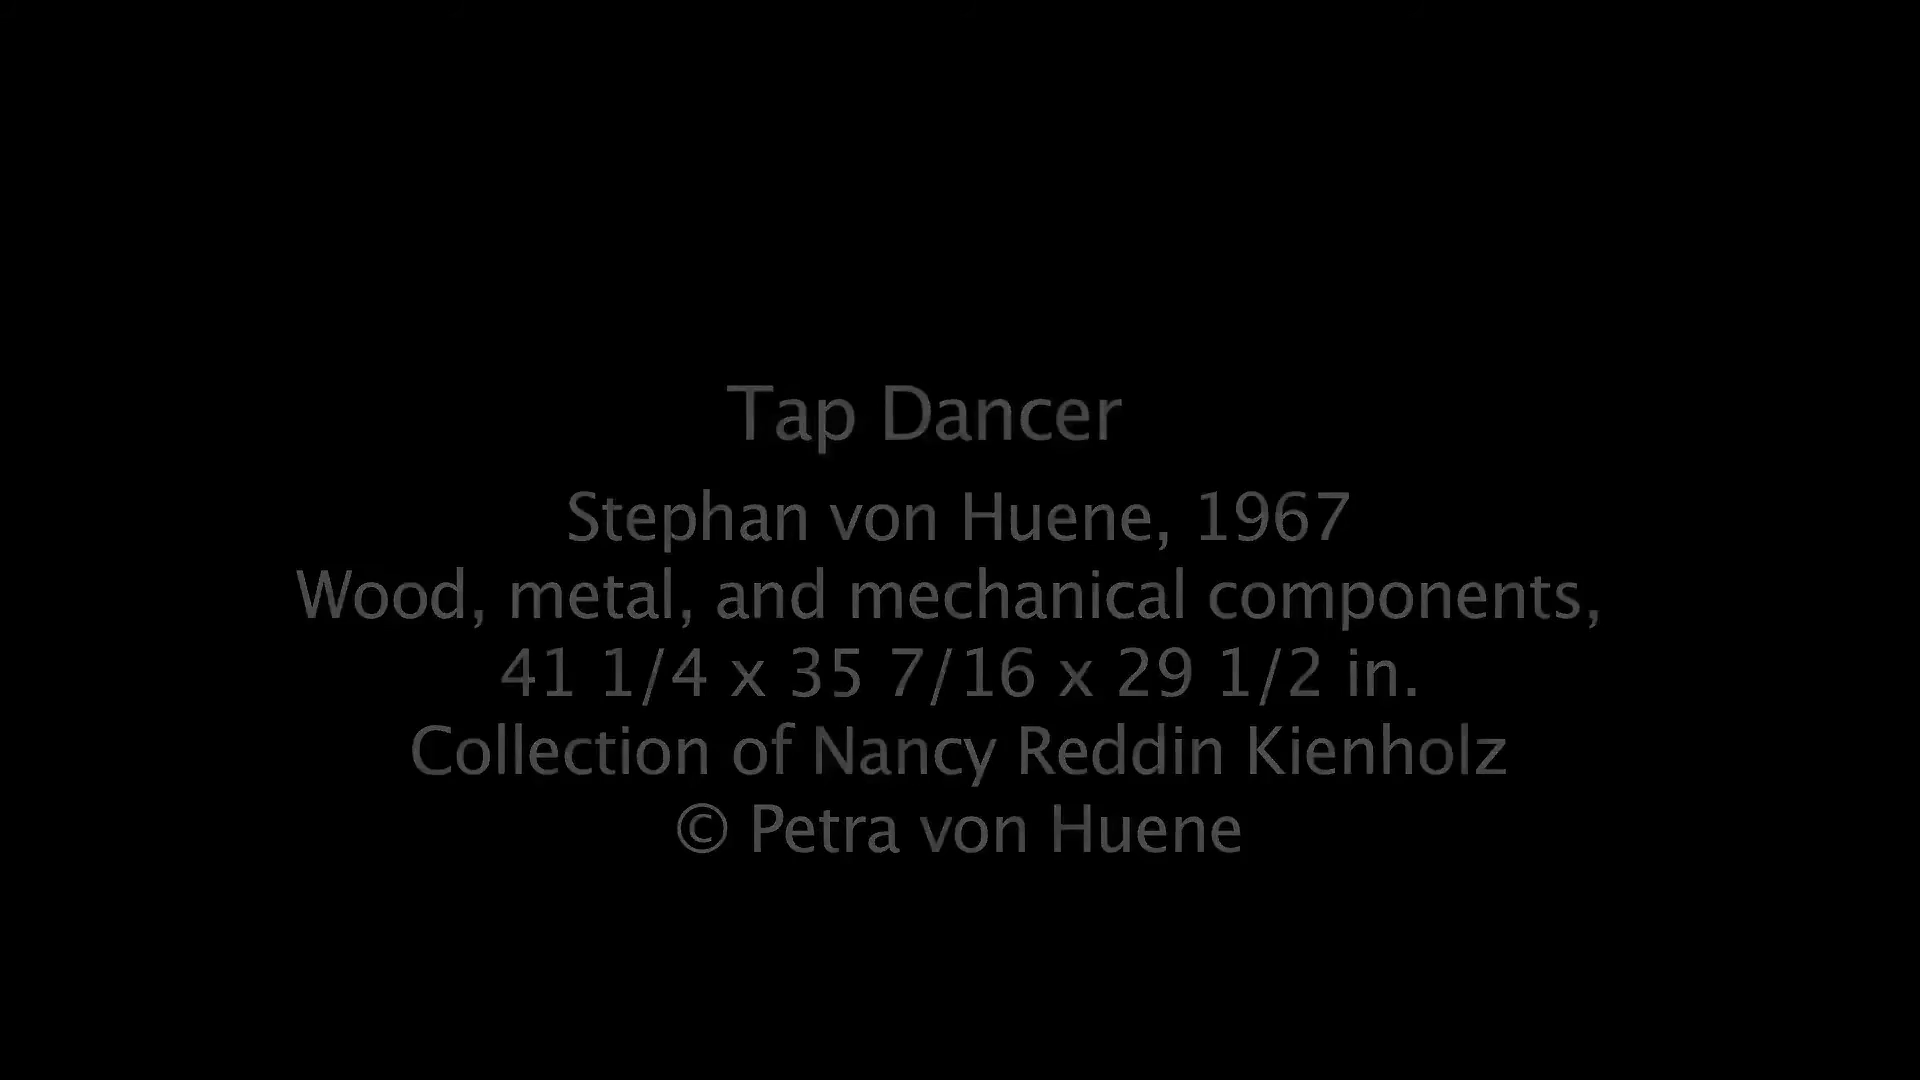 Tap Dancer
Stephan von Huene, 1967
Wood, metal, and mechanical components,
41 1/4 x 35 7/16 x 29 1/2 in.
Collection of Nancy Reddin Kienholz
© Petra von Huene